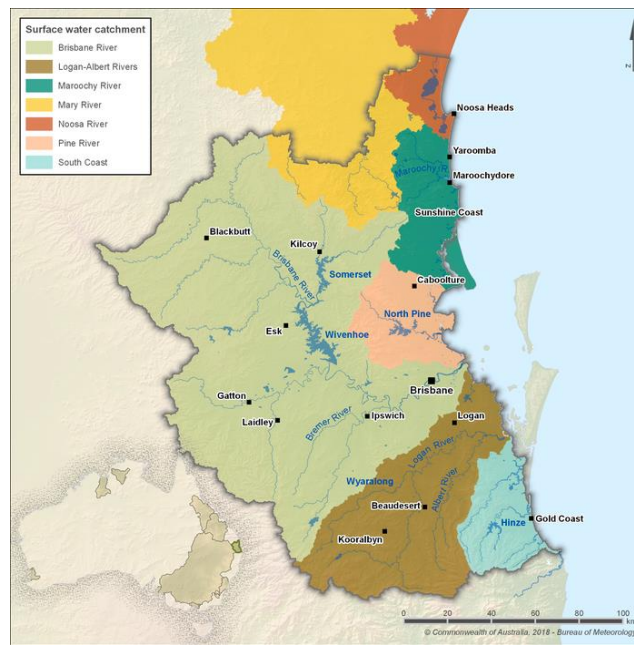 Surface water catchment
Brisbane River
Logan-Albert Rivers
Maroochy River
Mary River
Noosa River
Pine River
South Coast
N
Noosa Heads
Yaroomba
Maroochy R
Maroochydore
Sunshine Coast
Blackbutt
Kilcoy
Brisbane River
Somerset
Caboolture
North Pine
Esk
Wivenhoe
Brisbane
Gatton
Laidley
Bremer River
Ipswich
Logan
Logan River
Wyaralong
Albert River
Beaudesert
Kooralbyn
Hinze
Gold Coast
0 20 40 60 80 100
km
© Commonwealth of Australia, 2018 - Bureau of Meteorology